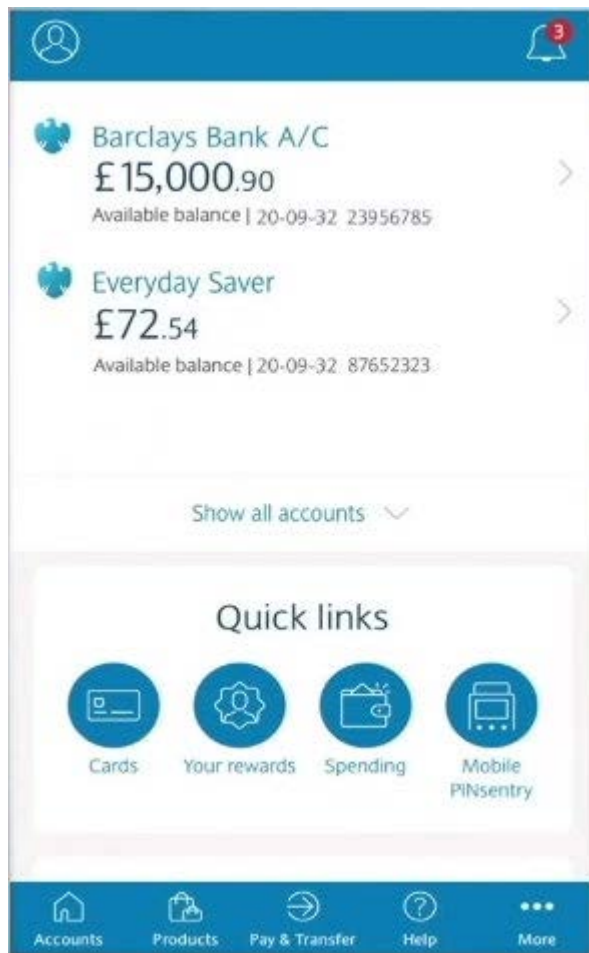 3
Barclays Bank A/C
£15,000.90
Available balance | 20-09-32 23956785
Everyday Saver
£72.54
Available balance | 20-09-32 87652323
Show all accounts
Quick links
Cards
Your rewards
Spending
Mobile
PINsentry
Accounts
Products
Pay & Transfer
Help
More